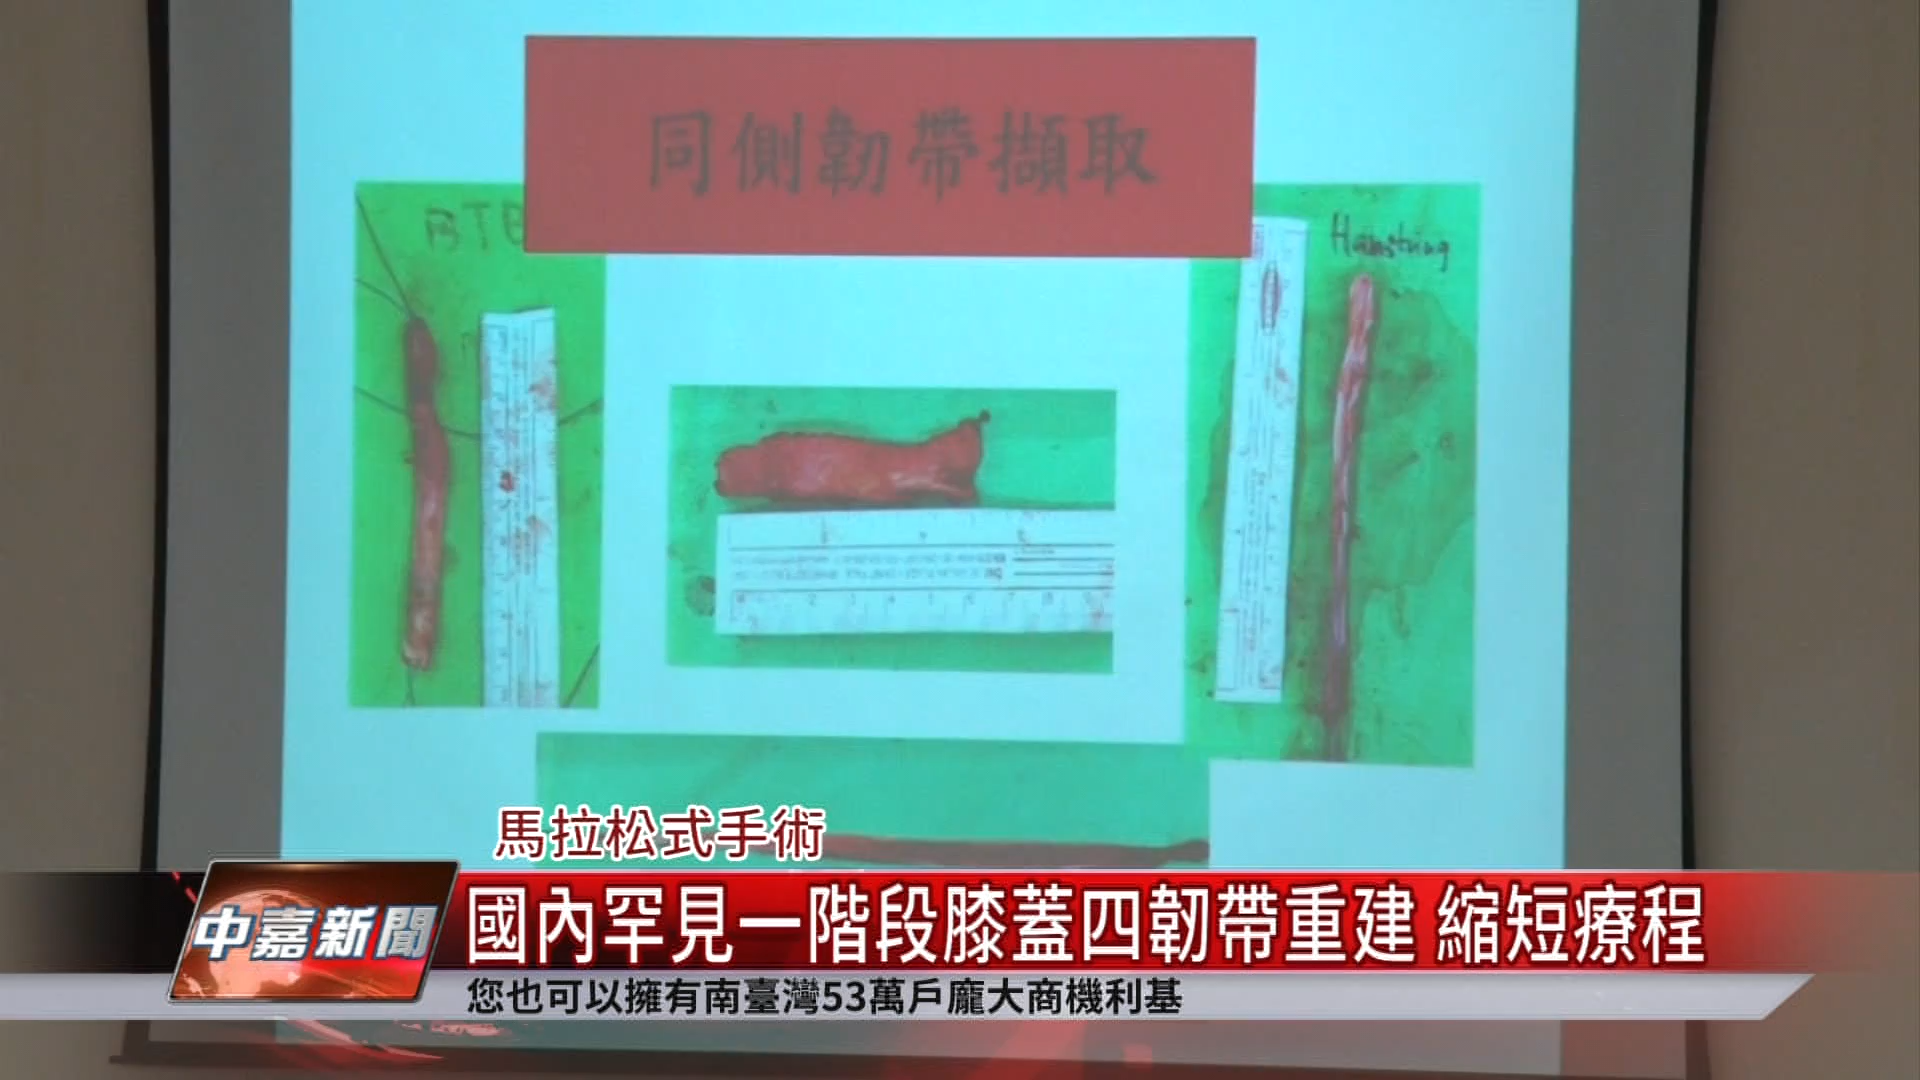 同側韌帶擷取
BTB
Hamstring
馬拉松式手術
中嘉新聞
國內罕見一階段膝蓋四韌帶重建 縮短療程
您也可以擁有南臺灣53萬戶龐大商機利基